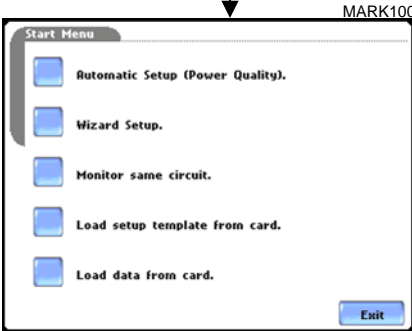 MARK100
Start Menu
Automatic Setup (Power Quality).
Wizard Setup.
Monitor same circuit.
Load setup template from card.
Load data from card.
Exit